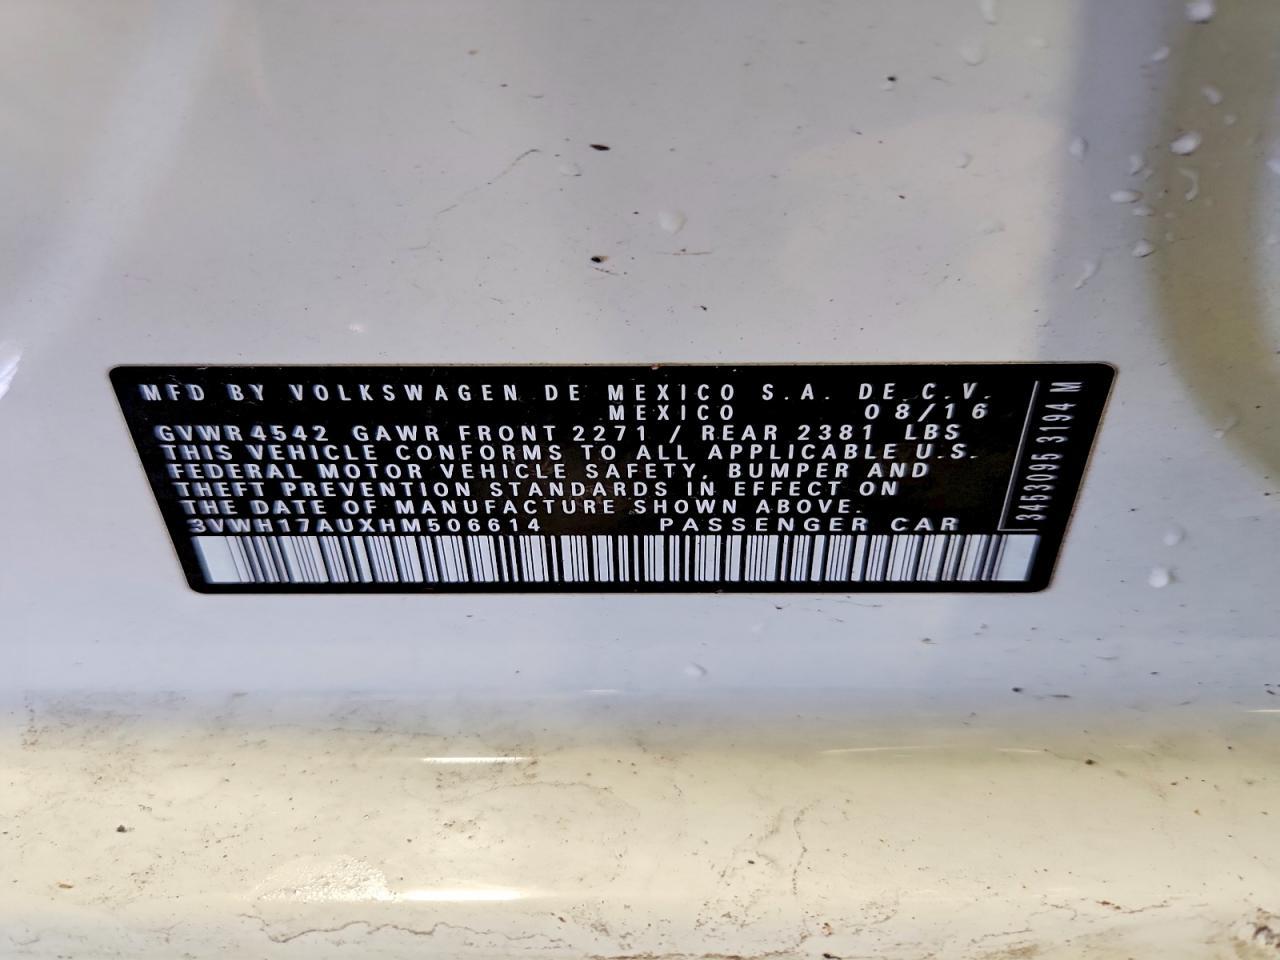 MFD BY VOLKSWAGEN DE MEXICO S.A. DE.C.V.
MEXICO 08/16
GVWR 4542 GAWR FRONT 2271 / REAR 2381 LBS
THIS VEHICLE CONFORMS TO ALL APPLICABLE U.S.
FEDERAL MOTOR VEHICLE SAFETY, BUMPER AND
THEFT PREVENTION STANDARDS IN EFFECT ON
THE DATE OF MANUFACTURE SHOWN ABOVE.
3VWH17AUXHM506614 PASSENGER CAR
3453095 3194 M